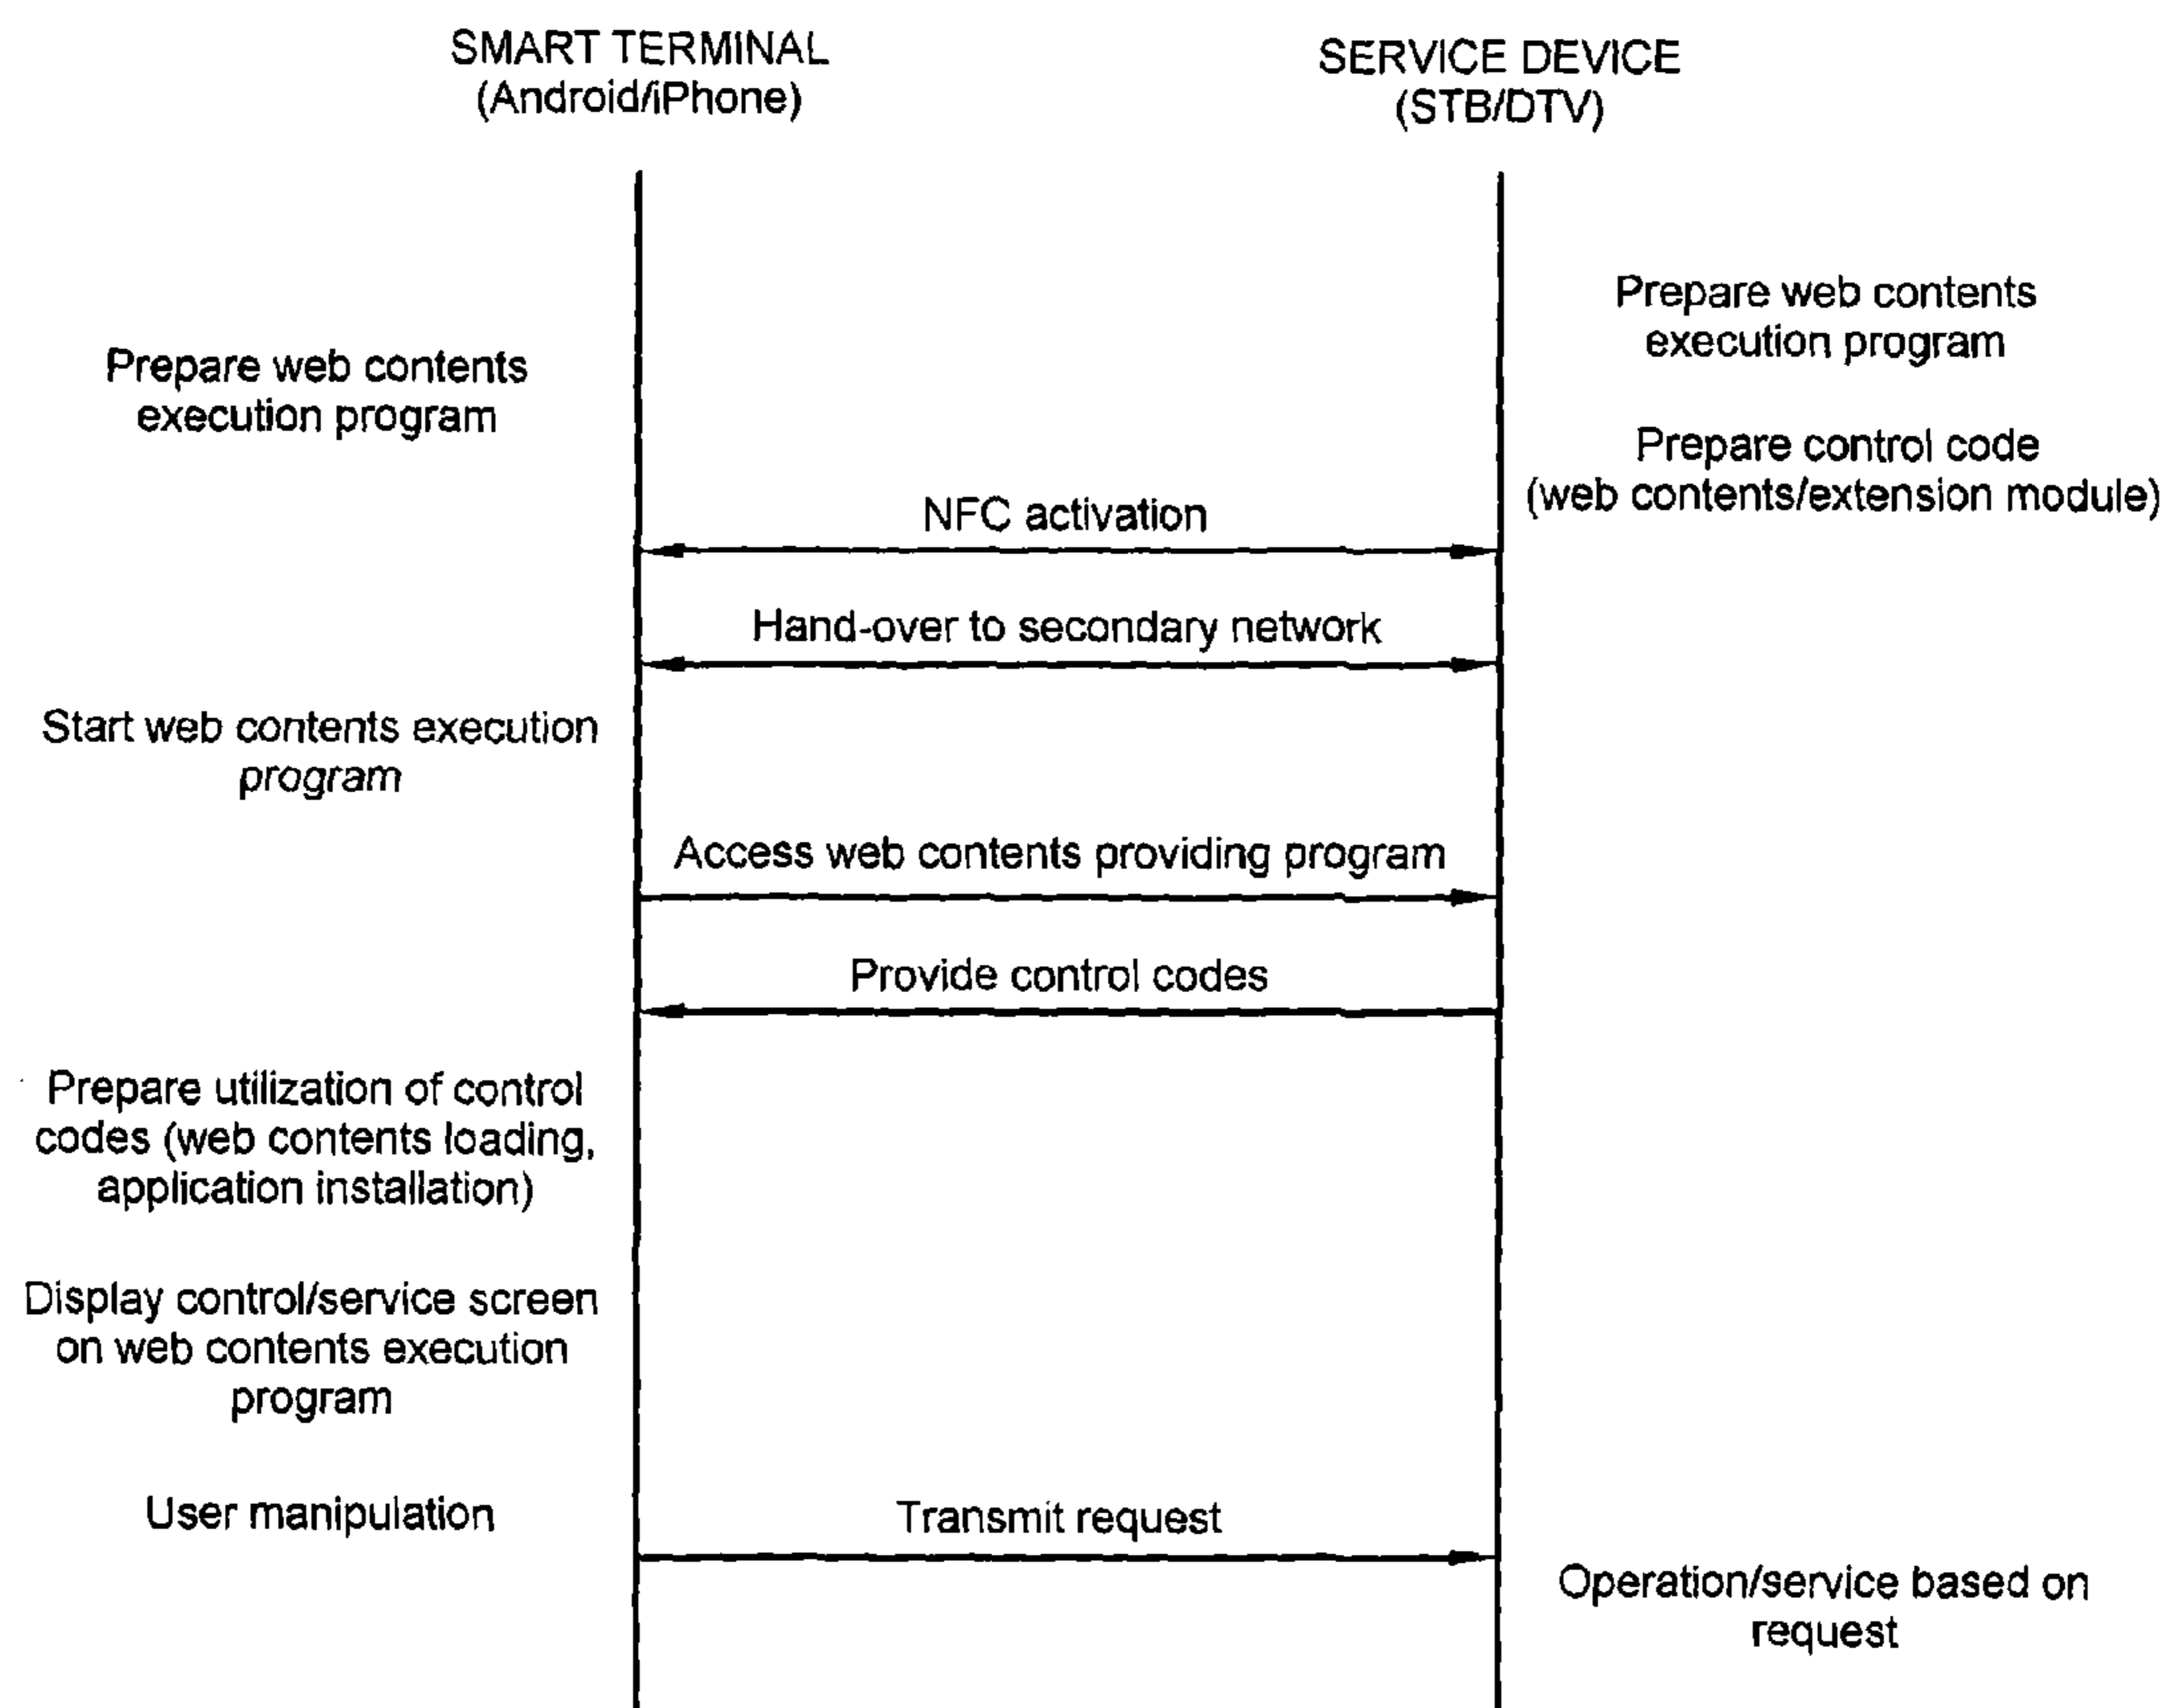 SMART TERMINAL
(Android/iPhone)
SERVICE DEVICE
(STB/DTV)
Prepare web contents
execution program
Prepare web contents
execution program
Prepare control code
(web contents/extension module)
NFC activation
Hand-over to secondary network
Start web contents execution
program
Access web contents providing program
Provide control codes
Prepare utilization of control
codes (web contents loading,
application installation)
Display control/service screen
on web contents execution
program
User manipulation
Transmit request
Operation/service based on
request